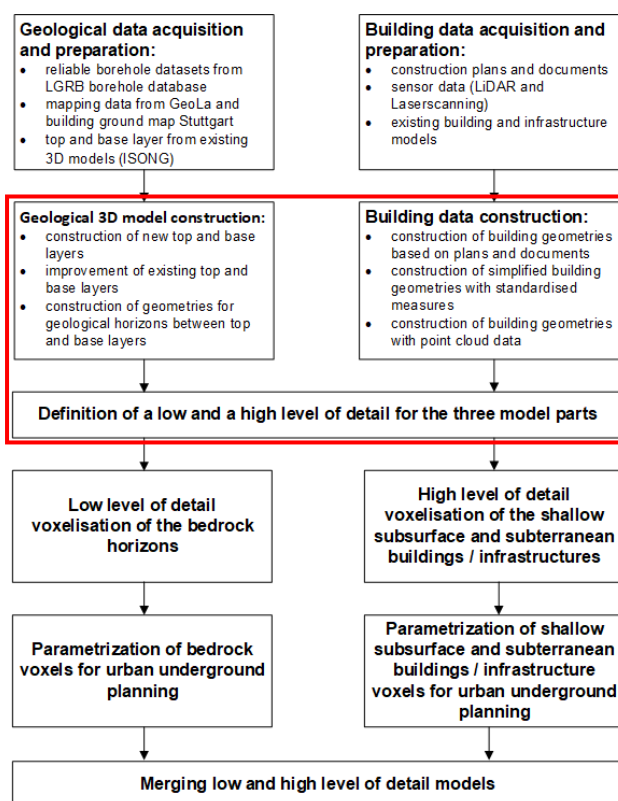 Geological data acquisition
and preparation:
• reliable borehole datasets from
LGRB borehole database
• mapping data from GeoLa and
building ground map Stuttgart
• top and base layer from existing
3D models (ISONG)
Building data acquisition and
preparation:
• construction plans and documents
• sensor data (LiDAR and
Laserscanning)
• existing building and infrastructure
models
Geological 3D model construction:
• construction of new top and base
layers
• improvement of existing top and
base layers
• construction of geometries for
geological horizons between top
and base layers
Building data construction:
• construction of building geometries
based on plans and documents
• construction of simplified building
geometries with standardised
measures
• construction of building geometries
with point cloud data
Definition of a low and a high level of detail for the three model parts
Low level of detail
voxelisation of the bedrock
horizons
High level of detail
voxelisation of the shallow
subsurface and subterranean
buildings / infrastructures
Parametrization of bedrock
voxels for urban underground
planning
Parametrization of shallow
subsurface and subterranean
buildings / infrastructure
voxels for urban underground
planning
Merging low and high level of detail models